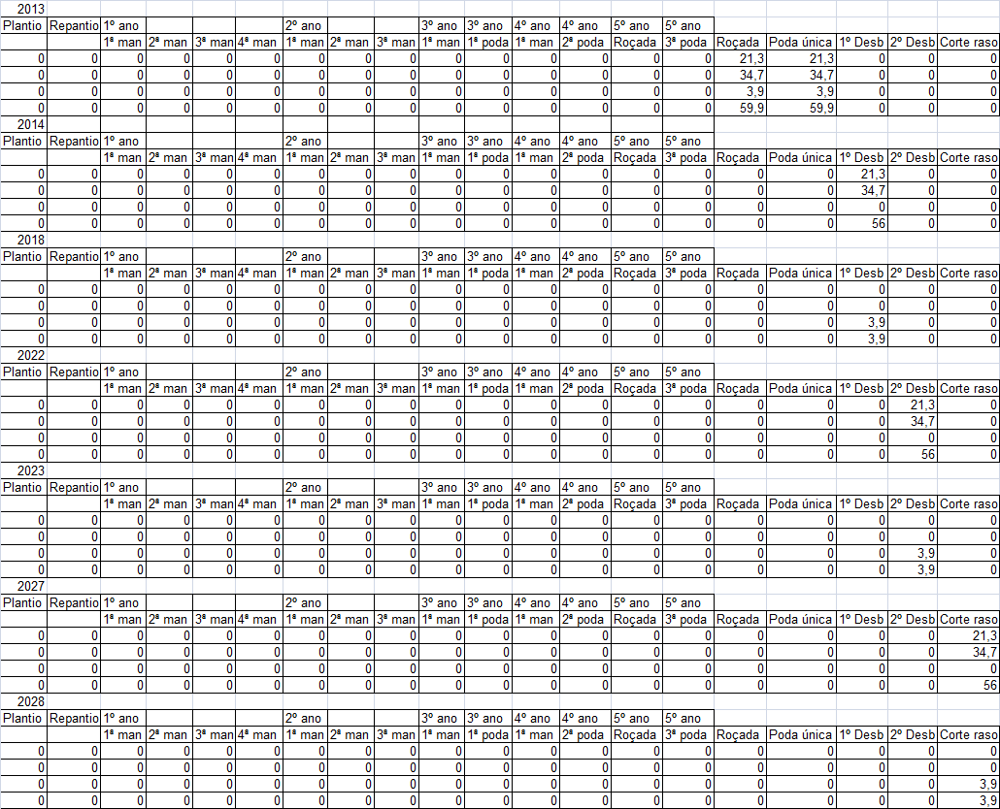 2013
Plantio Repantio 1º ano 2º ano 3º ano 3º ano 4º ano 4º ano 5º ano 5º ano
1ª man 2ª man 3ª man 4ª man 1ª man 2ª man 3ª man 1ª man 1ª poda 1ª man 2ª poda Roçada 3ª poda Roçada Poda única 1º Desb 2º Desb Corte raso
0 0 0 0 0 0 0 0 0 0 0 0 0 0 0 21,3 21,3 0 0 0
0 0 0 0 0 0 0 0 0 0 0 0 0 0 0 34,7 34,7 0 0 0
0 0 0 0 0 0 0 0 0 0 0 0 0 0 0 3,9 3,9 0 0 0
0 0 0 0 0 0 0 0 0 0 0 0 0 0 0 59,9 59,9 0 0 0
2014
Plantio Repantio 1º ano 2º ano 3º ano 3º ano 4º ano 4º ano 5º ano 5º ano
1ª man 2ª man 3ª man 4ª man 1ª man 2ª man 3ª man 1ª man 1ª poda 1ª man 2ª poda Roçada 3ª poda Roçada Poda única 1º Desb 2º Desb Corte raso
0 0 0 0 0 0 0 0 0 0 0 0 0 0 0 0 0 21,3 0 0
0 0 0 0 0 0 0 0 0 0 0 0 0 0 0 0 0 34,7 0 0
0 0 0 0 0 0 0 0 0 0 0 0 0 0 0 0 0 0 0 0
0 0 0 0 0 0 0 0 0 0 0 0 0 0 0 0 0 56 0 0
2018
Plantio Repantio 1º ano 2º ano 3º ano 3º ano 4º ano 4º ano 5º ano 5º ano
1ª man 2ª man 3ª man 4ª man 1ª man 2ª man 3ª man 1ª man 1ª poda 1ª man 2ª poda Roçada 3ª poda Roçada Poda única 1º Desb 2º Desb Corte raso
0 0 0 0 0 0 0 0 0 0 0 0 0 0 0 0 0 0 0 0
0 0 0 0 0 0 0 0 0 0 0 0 0 0 0 0 0 0 0 0
0 0 0 0 0 0 0 0 0 0 0 0 0 0 0 0 0 3,9 0 0
0 0 0 0 0 0 0 0 0 0 0 0 0 0 0 0 0 3,9 0 0
2022
Plantio Repantio 1º ano 2º ano 3º ano 3º ano 4º ano 4º ano 5º ano 5º ano
1ª man 2ª man 3ª man 4ª man 1ª man 2ª man 3ª man 1ª man 1ª poda 1ª man 2ª poda Roçada 3ª poda Roçada Poda única 1º Desb 2º Desb Corte raso
0 0 0 0 0 0 0 0 0 0 0 0 0 0 0 0 0 0 21,3 0
0 0 0 0 0 0 0 0 0 0 0 0 0 0 0 0 0 0 34,7 0
0 0 0 0 0 0 0 0 0 0 0 0 0 0 0 0 0 0 0 0
0 0 0 0 0 0 0 0 0 0 0 0 0 0 0 0 0 0 56 0
2023
Plantio Repantio 1º ano 2º ano 3º ano 3º ano 4º ano 4º ano 5º ano 5º ano
1ª man 2ª man 3ª man 4ª man 1ª man 2ª man 3ª man 1ª man 1ª poda 1ª man 2ª poda Roçada 3ª poda Roçada Poda única 1º Desb 2º Desb Corte raso
0 0 0 0 0 0 0 0 0 0 0 0 0 0 0 0 0 0 0 0
0 0 0 0 0 0 0 0 0 0 0 0 0 0 0 0 0 0 0 0
0 0 0 0 0 0 0 0 0 0 0 0 0 0 0 0 0 0 3,9 0
0 0 0 0 0 0 0 0 0 0 0 0 0 0 0 0 0 0 3,9 0
2027
Plantio Repantio 1º ano 2º ano 3º ano 3º ano 4º ano 4º ano 5º ano 5º ano
1ª man 2ª man 3ª man 4ª man 1ª man 2ª man 3ª man 1ª man 1ª poda 1ª man 2ª poda Roçada 3ª poda Roçada Poda única 1º Desb 2º Desb Corte raso
0 0 0 0 0 0 0 0 0 0 0 0 0 0 0 0 0 0 0 21,3
0 0 0 0 0 0 0 0 0 0 0 0 0 0 0 0 0 0 0 34,7
0 0 0 0 0 0 0 0 0 0 0 0 0 0 0 0 0 0 0 0
0 0 0 0 0 0 0 0 0 0 0 0 0 0 0 0 0 0 0 56
2028
Plantio Repantio 1º ano 2º ano 3º ano 3º ano 4º ano 4º ano 5º ano 5º ano
1ª man 2ª man 3ª man 4ª man 1ª man 2ª man 3ª man 1ª man 1ª poda 1ª man 2ª poda Roçada 3ª poda Roçada Poda única 1º Desb 2º Desb Corte raso
0 0 0 0 0 0 0 0 0 0 0 0 0 0 0 0 0 0 0 0
0 0 0 0 0 0 0 0 0 0 0 0 0 0 0 0 0 0 0 0
0 0 0 0 0 0 0 0 0 0 0 0 0 0 0 0 0 0 0 3,9
0 0 0 0 0 0 0 0 0 0 0 0 0 0 0 0 0 0 0 3,9